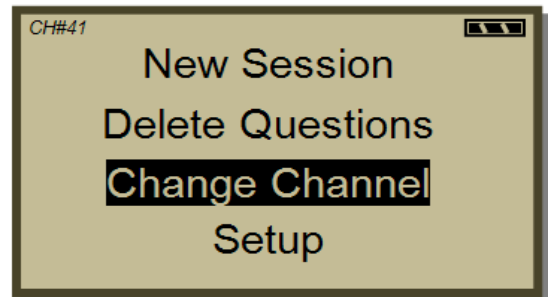 CH#41
New Session
Delete Questions
Change Channel
Setup